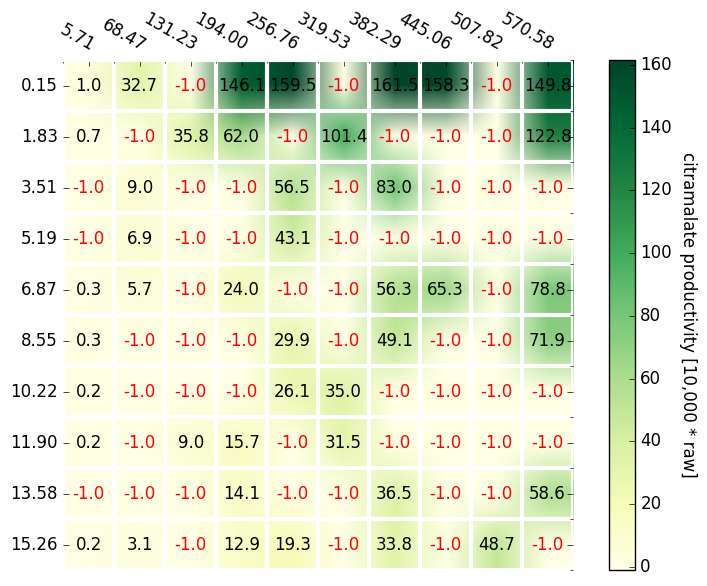 5.71 68.47 131.23 194.00 256.76 319.53 382.29 445.06 507.82 570.58
0.15 1.0 32.7 -1.0 146.1 159.5 -1.0 161.5 158.3 -1.0 149.8
1.83 0.7 -1.0 35.8 62.0 -1.0 101.4 -1.0 -1.0 -1.0 122.8
3.51 -1.0 9.0 -1.0 -1.0 56.5 -1.0 83.0 -1.0 -1.0 -1.0
5.19 -1.0 6.9 -1.0 -1.0 43.1 -1.0 -1.0 -1.0 -1.0 -1.0
6.87 0.3 5.7 -1.0 24.0 -1.0 -1.0 56.3 65.3 -1.0 78.8
8.55 0.3 -1.0 -1.0 -1.0 29.9 -1.0 49.1 -1.0 -1.0 71.9
10.22 0.2 -1.0 -1.0 -1.0 26.1 35.0 -1.0 -1.0 -1.0 -1.0
11.90 0.2 -1.0 9.0 15.7 -1.0 31.5 -1.0 -1.0 -1.0 -1.0
13.58 -1.0 -1.0 -1.0 14.1 -1.0 -1.0 36.5 -1.0 -1.0 58.6
15.26 0.2 3.1 -1.0 12.9 19.3 -1.0 33.8 -1.0 48.7 -1.0
160
140
120
100
80
60
40
20
0
citramalate productivity [10,000 * raw]